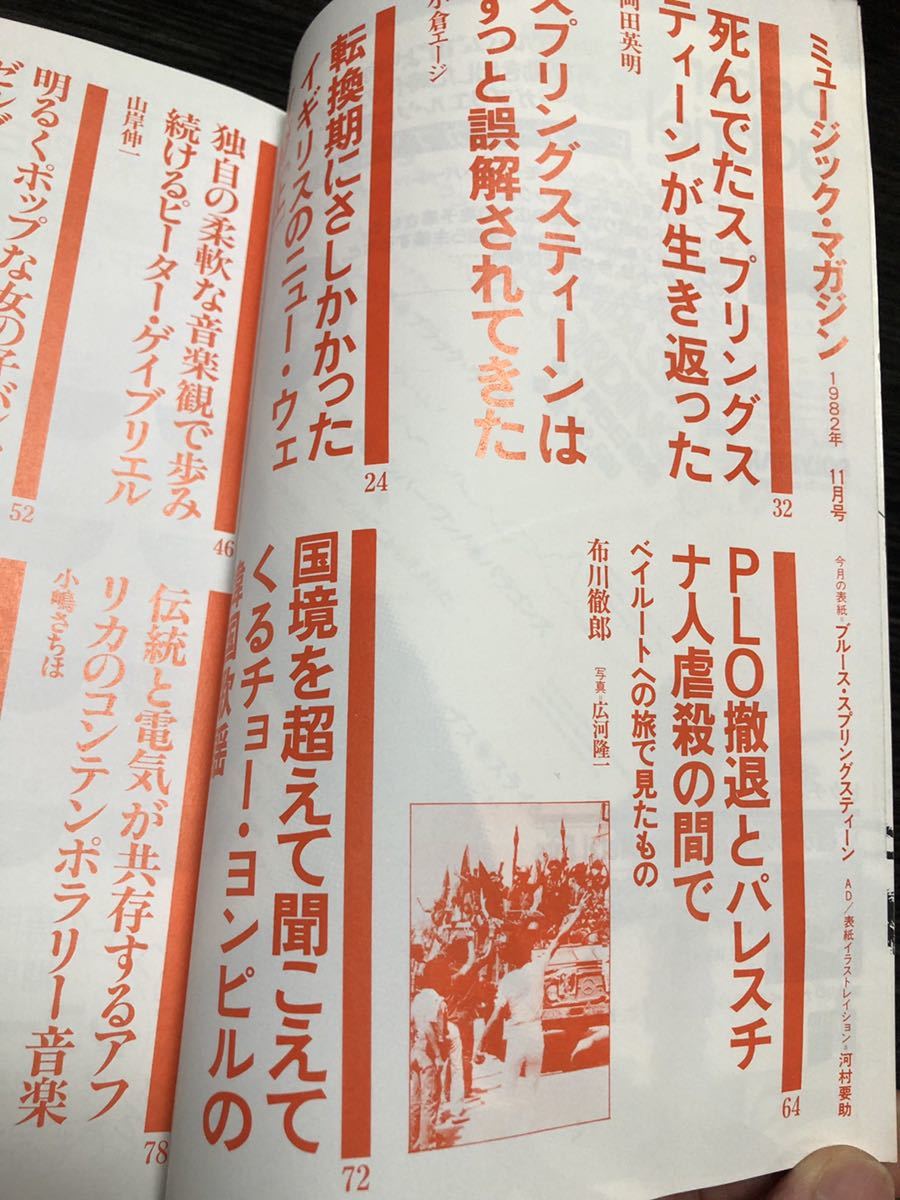 ミュージック・マガジン 1982年 11月号
今月の表紙=ブルース・スプリングスティーン AD/表紙イラストレイション=河村要助
死んでたスプリングス
ティーンが生き返った
岡田英明
32
スプリングスティーンは
ずっと誤解されてきた
小倉エージ
転換期にさしかかった
イギリスのニュー・ウェ
24
PLO撤退とパレスチ
ナ人虐殺の間で
ベイルートへの旅で見たもの
布川徹郎 写真=広河隆一
64
国境を超えて聞こえて
くるチョー・ヨンピルの
韓国歌謡
72
独自の柔軟な音楽観で歩み
続けるピーター・ゲイブリエル
山岸伸一
46
明るくポップな女の子バンド
52
伝統と電気が共存するアフ
リカのコンテンポラリー音楽
小嶋さちほ
78